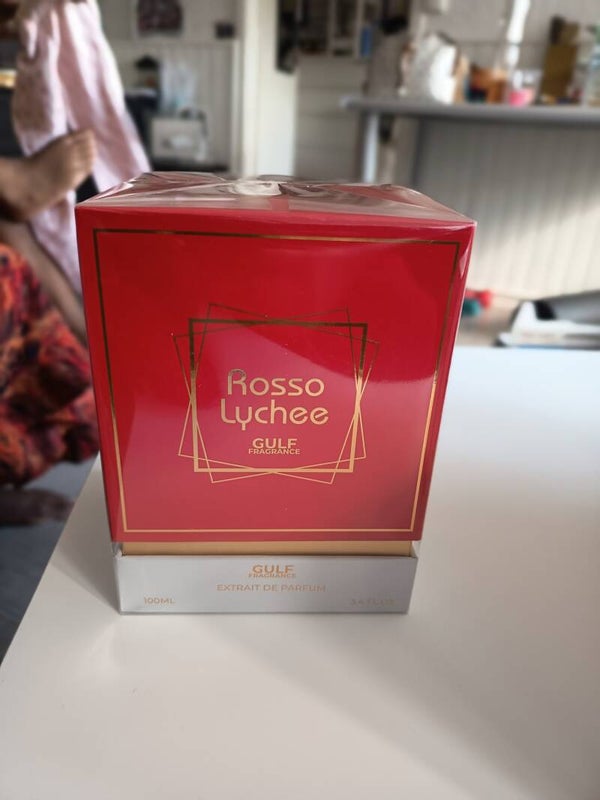 Rosso
Lychee
GULF
FRAGRANCE
GULF
FRAGRANCE
EXTRAIT DE PARFUM
100ML
3.4 FL.OZ